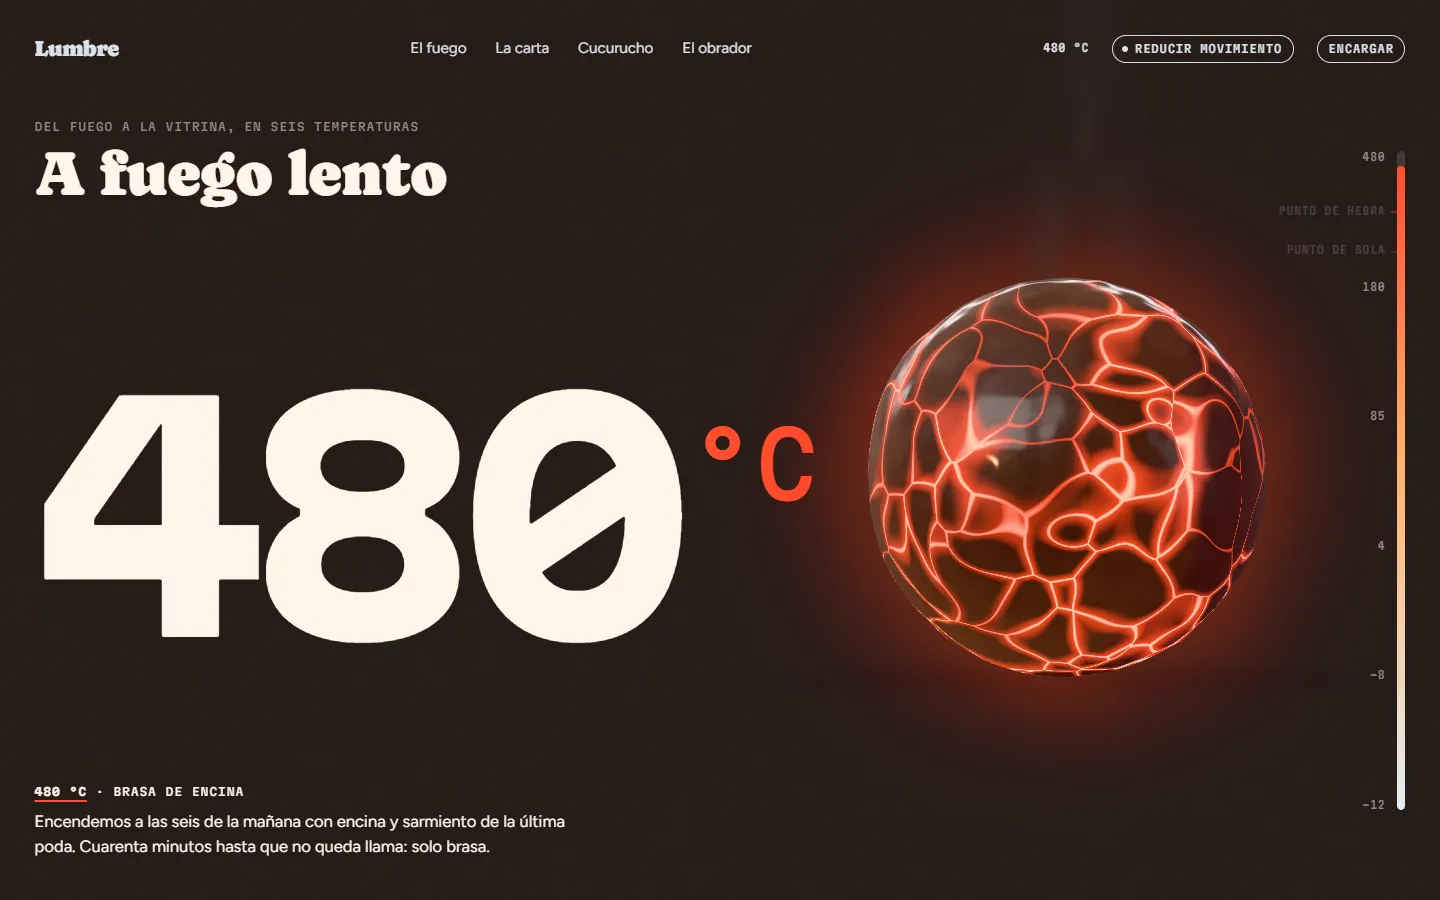 Lumbre
El fuego La carta Cucurucho El obrador
480 °C
REDUCIR MOVIMIENTO
ENCARGAR
DEL FUEGO A LA VITRINA, EN SEIS TEMPERATURAS
A fuego lento
480
PUNTO DE HEBRA
PUNTO DE BOLA
180
85
4
−8
−12
480 °C
480 °C · BRASA DE ENCINA
Encendemos a las seis de la mañana con encina y sarmiento de la última
poda. Cuarenta minutos hasta que no queda llama: solo brasa.